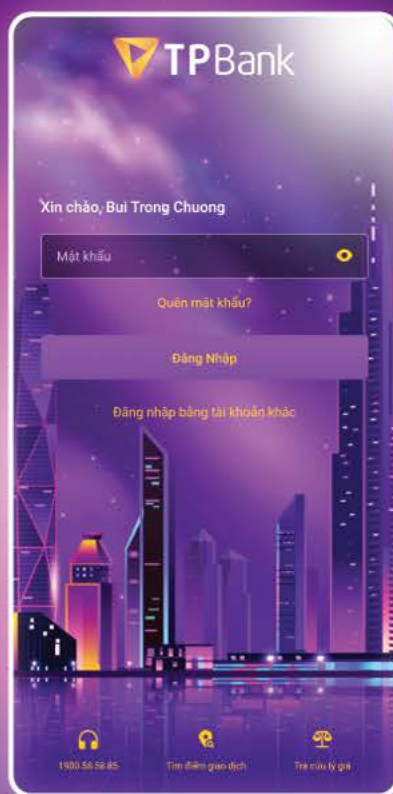 TPBank
Xin chào, Bui Trong Chuong
Mật khẩu
Quên mật khẩu?
Đăng Nhập
Đăng nhập bằng tài khoản khác
1900.58.58.85
Tìm điểm giao dịch
Tra cứu tỷ giá